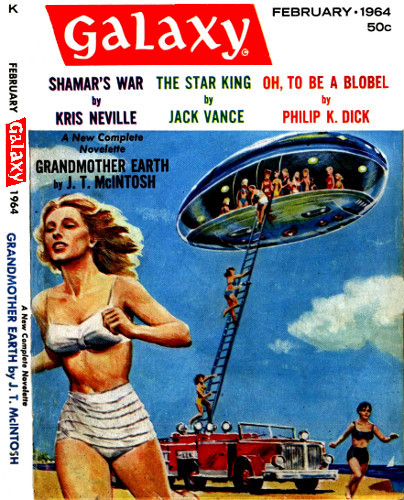 K
FEBRUARY
Galaxy
1964
GRANDMOTHER EARTH by J. T. McINTOSH
A New Complete Novelette
Galaxy
FEBRUARY • 1964
50c
SHAMAR'S WAR
by
KRIS NEVILLE
THE STAR KING
by
JACK VANCE
OH, TO BE A BLOBEL
by
PHILIP K. DICK
A New Complete
Novelette
GRANDMOTHER EARTH
by J. T. McINTOSH